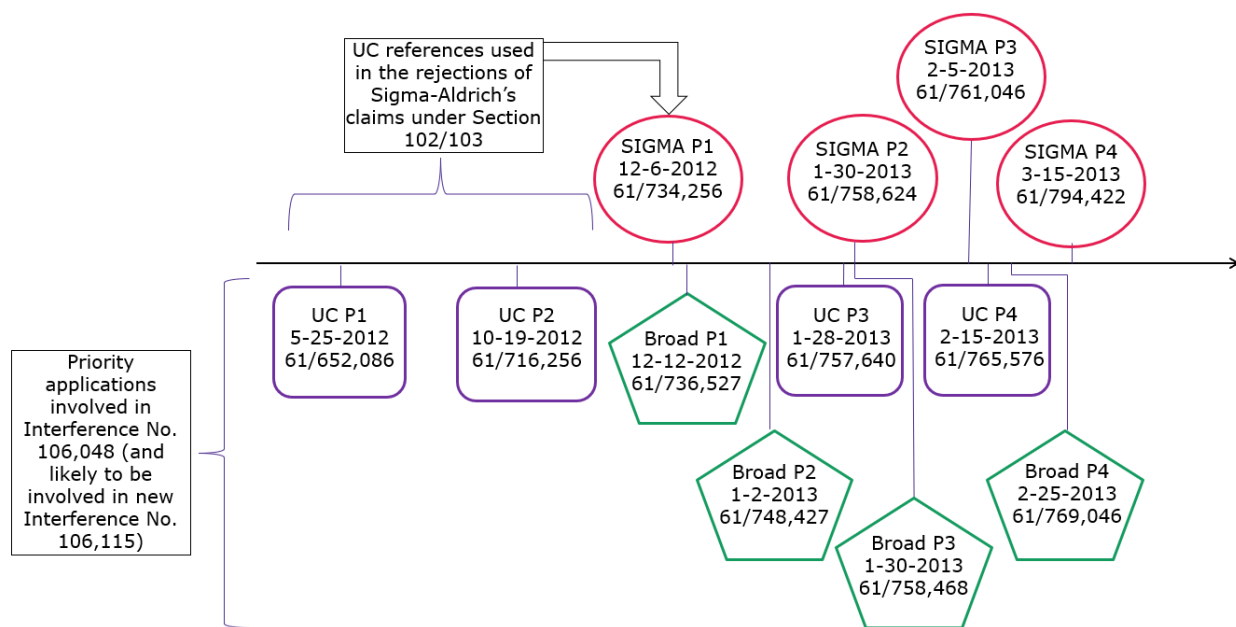 UC references used
in the rejections of
Sigma-Aldrich's
claims under Section
102/103
SIGMA P1
12-6-2012
61/734,256
SIGMA P2
1-30-2013
61/758,624
SIGMA P3
2-5-2013
61/761,046
SIGMA P4
3-15-2013
61/794,422
Priority
applications
involved in
Interference No.
106,048 (and
likely to be
involved in new
Interference No.
106,115)
UC P1
5-25-2012
61/652,086
UC P2
10-19-2012
61/716,256
Broad P1
12-12-2012
61/736,527
UC P3
1-28-2013
61/757,640
UC P4
2-15-2013
61/765,576
Broad P2
1-2-2013
61/748,427
Broad P3
1-30-2013
61/758,468
Broad P4
2-25-2013
61/769,046